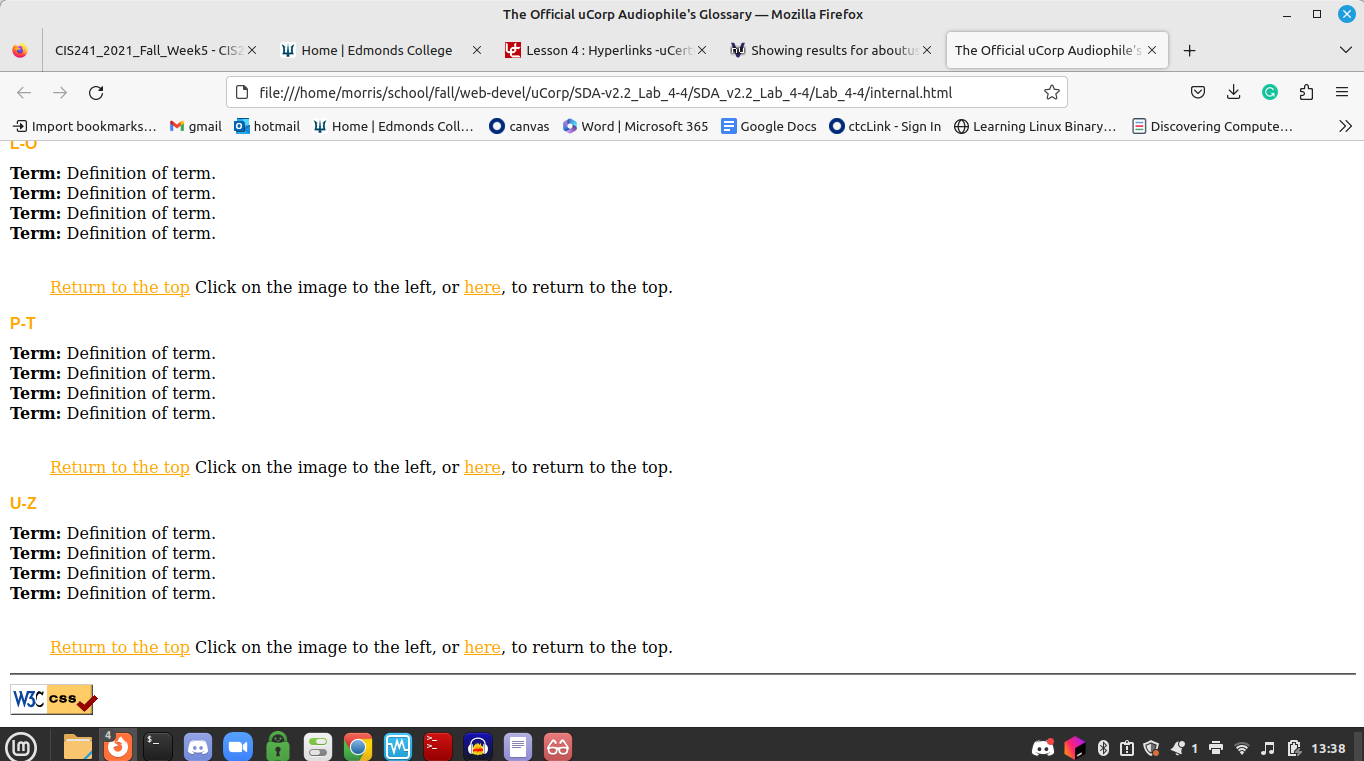 The Official uCorp Audiophile's Glossary — Mozilla Firefox
CIS241_2021_Fall_Week5 - CIS2
Home | Edmonds College
Lesson 4 : Hyperlinks -uCert
Showing results for aboutus
The Official uCorp Audiophile's
file:///home/morris/school/fall/web-devel/uCorp/SDA-v2.2_Lab_4-4/SDA_v2.2_Lab_4-4/Lab_4-4/internal.html
Import bookmarks…
gmail
hotmail
Home | Edmonds Coll…
canvas
Word | Microsoft 365
Google Docs
ctcLink - Sign In
Learning Linux Binary…
Discovering Compute…
L-O
Term: Definition of term.
Term: Definition of term.
Term: Definition of term.
Term: Definition of term.
Return to the top Click on the image to the left, or here, to return to the top.
P-T
Term: Definition of term.
Term: Definition of term.
Term: Definition of term.
Term: Definition of term.
Return to the top Click on the image to the left, or here, to return to the top.
U-Z
Term: Definition of term.
Term: Definition of term.
Term: Definition of term.
Term: Definition of term.
Return to the top Click on the image to the left, or here, to return to the top.
W3C css
4
1
13:38